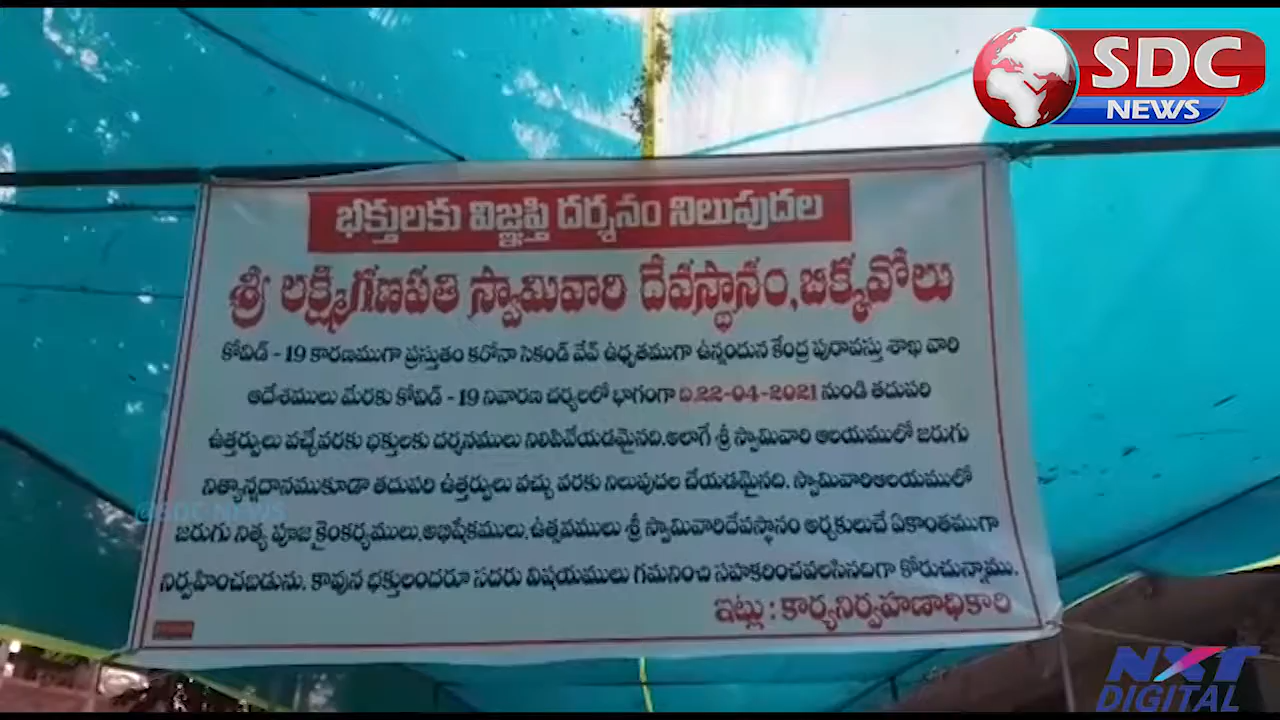 SDC
NEWS
భక్తులకు విజ్ఞప్తి దర్శనం నిలుపుదల
శ్రీ లక్ష్మిగణపతి స్వామివారి దేవస్థానం,బిక్కవోలు
కోవిడ్ - 19 కారణముగా ప్రస్తుతం కరోనా సెకండ్ వేవ్ ఉధృతముగా ఉన్నందున కేంద్ర పురావస్తు శాఖ వారి
ఆదేశములు మేరకు కోవిడ్ - 19 నివారణ చర్యలలో భాగంగా ది.22-04-2021 నుండి తదుపరి
ఉత్తర్వులు వచ్చేవరకు భక్తులకు దర్శనములు నిలిపివేయడమైనది.అలాగే శ్రీ స్వామివారి ఆలయములో జరుగు
నిత్యాన్నదానముకూడా తదుపరి ఉత్తర్వులు వచ్చు వరకు నిలుపుదల చేయడమైనది. స్వామివారిఆలయములో
జరుగు నిత్య పూజ కైంకర్యములు,అభిషేకములు,ఉత్సవములు శ్రీ స్వామివారిదేవస్థానం అర్చకులుచే ఏకాంతముగా
నిర్వహించబడును. కావున భక్తులందరూ సదరు విషయములు గమనించి సహకరించవలసినదిగా కోరుచున్నాము.
ఇట్లు : కార్యనిర్వహణాధికారి
@SDC News
NXT
DIGITAL